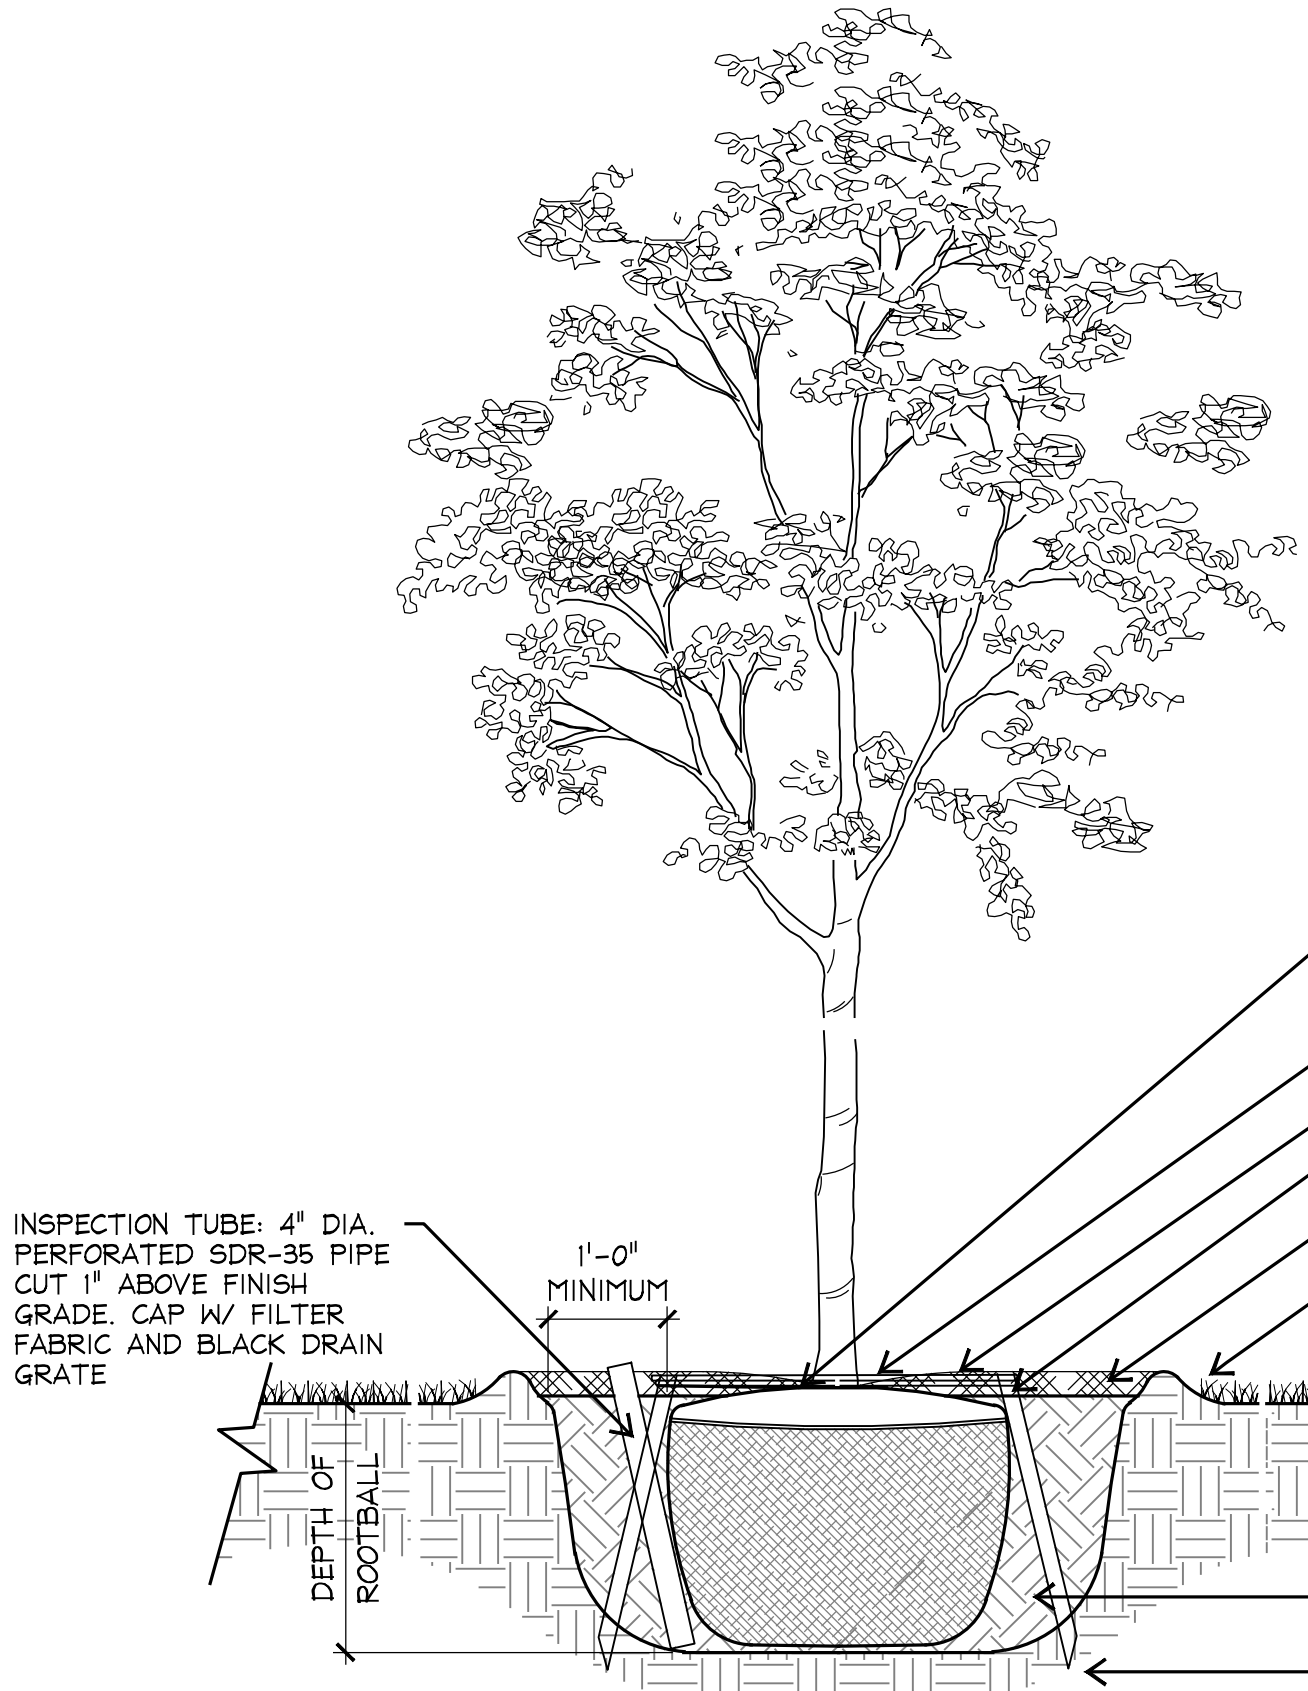 INSPECTION TUBE: 4" DIA.
PERFORATED SDR-35 PIPE
CUT 1" ABOVE FINISH
GRADE. CAP W/ FILTER
FABRIC AND BLACK DRAIN
GRATE
1'-0"
MINIMUM
DEPTH OF
ROOTBALL